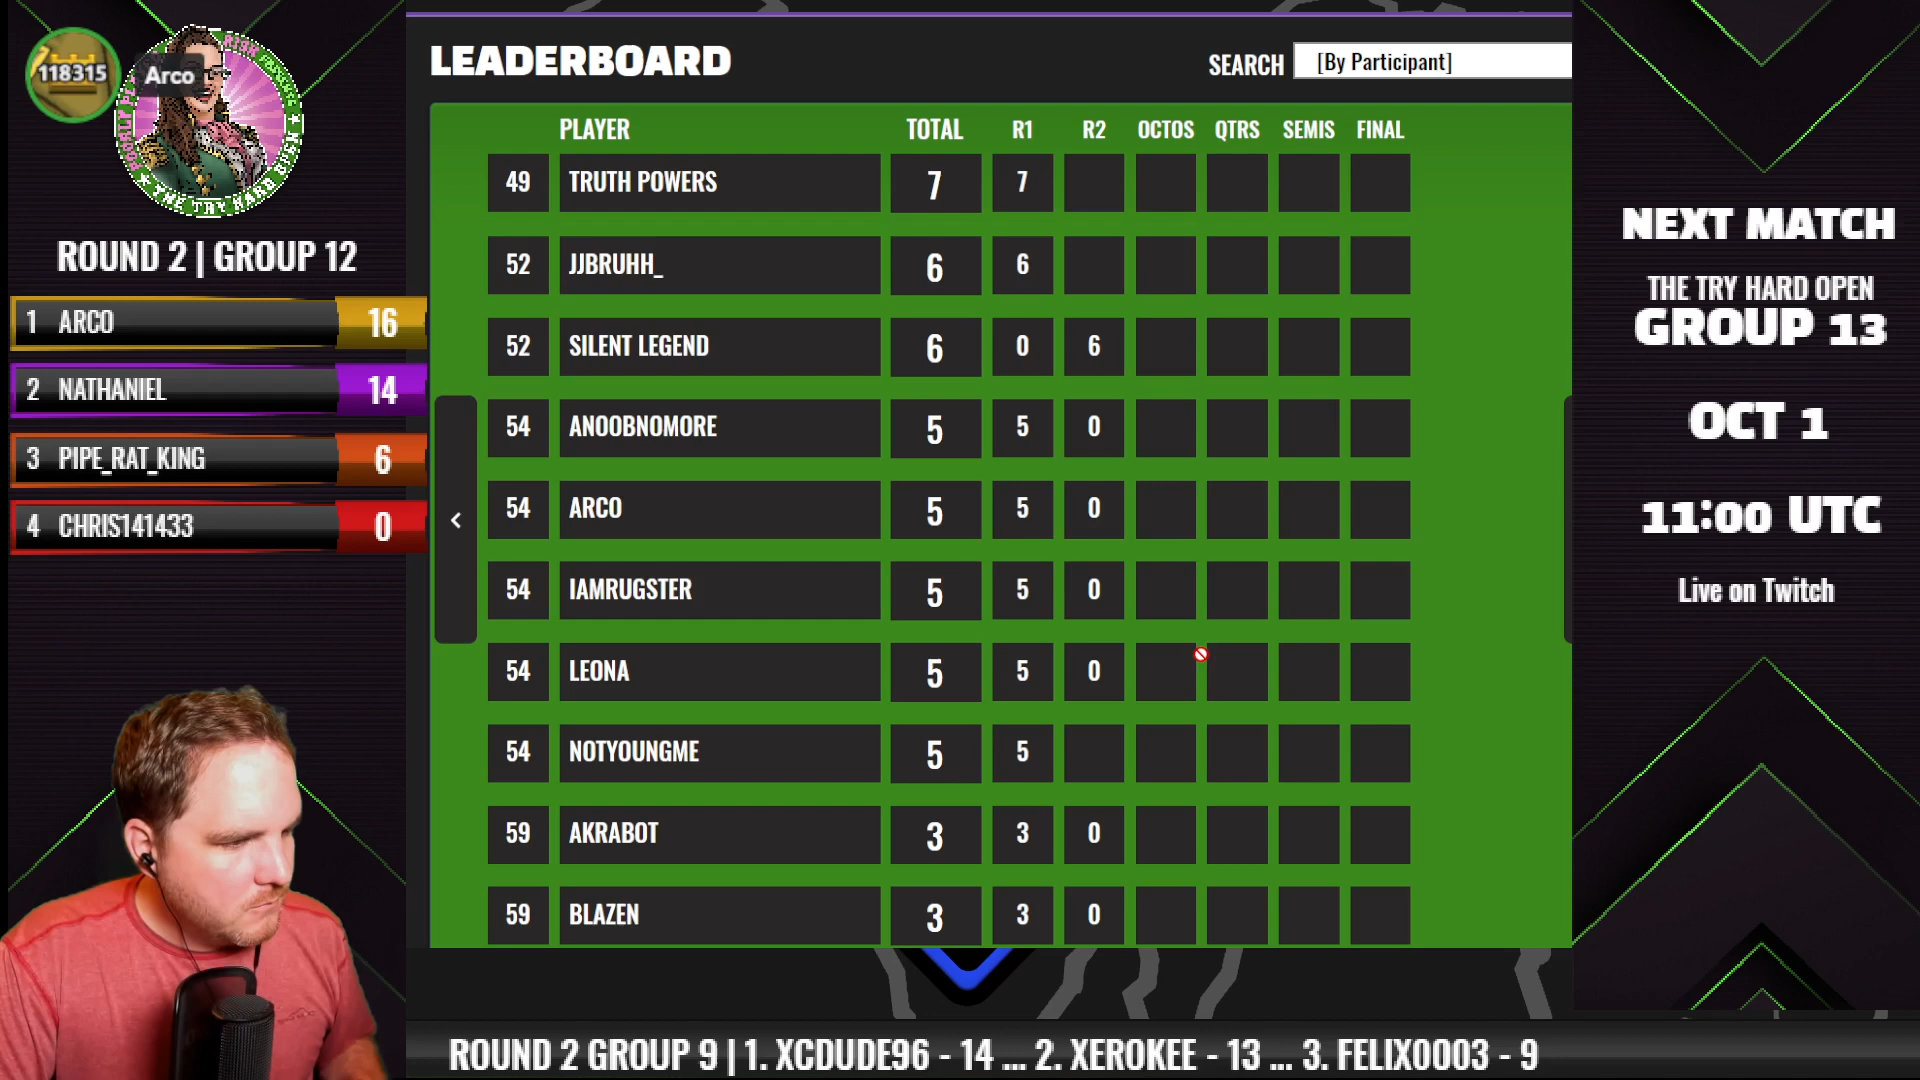 118315
Arco
RISK
THE TRY HARD OPEN
ROUND 2 | GROUP 12
1 ARCO 16
2 NATHANIEL 14
3 PIPE_RAT_KING 6
4 CHRIS141433 0
LEADERBOARD
SEARCH [By Participant]
PLAYER TOTAL R1 R2 OCTOS QTRS SEMIS FINAL
49 TRUTH POWERS 7 7
52 JJBRUHH_ 6 6
52 SILENT LEGEND 6 0 6
54 ANOOBNOMORE 5 5 0
54 ARCO 5 5 0
54 IAMRUGSTER 5 5 0
54 LEONA 5 5 0
54 NOTYOUNGME 5 5
59 AKRABOT 3 3 0
59 BLAZEN 3 3 0
NEXT MATCH
THE TRY HARD OPEN
GROUP 13
OCT 1
11:00 UTC
Live on Twitch
ROUND 2 GROUP 9 | 1. XCDUDE96 - 14 ... 2. XEROKEE - 13 ... 3. FELIX0003 - 9